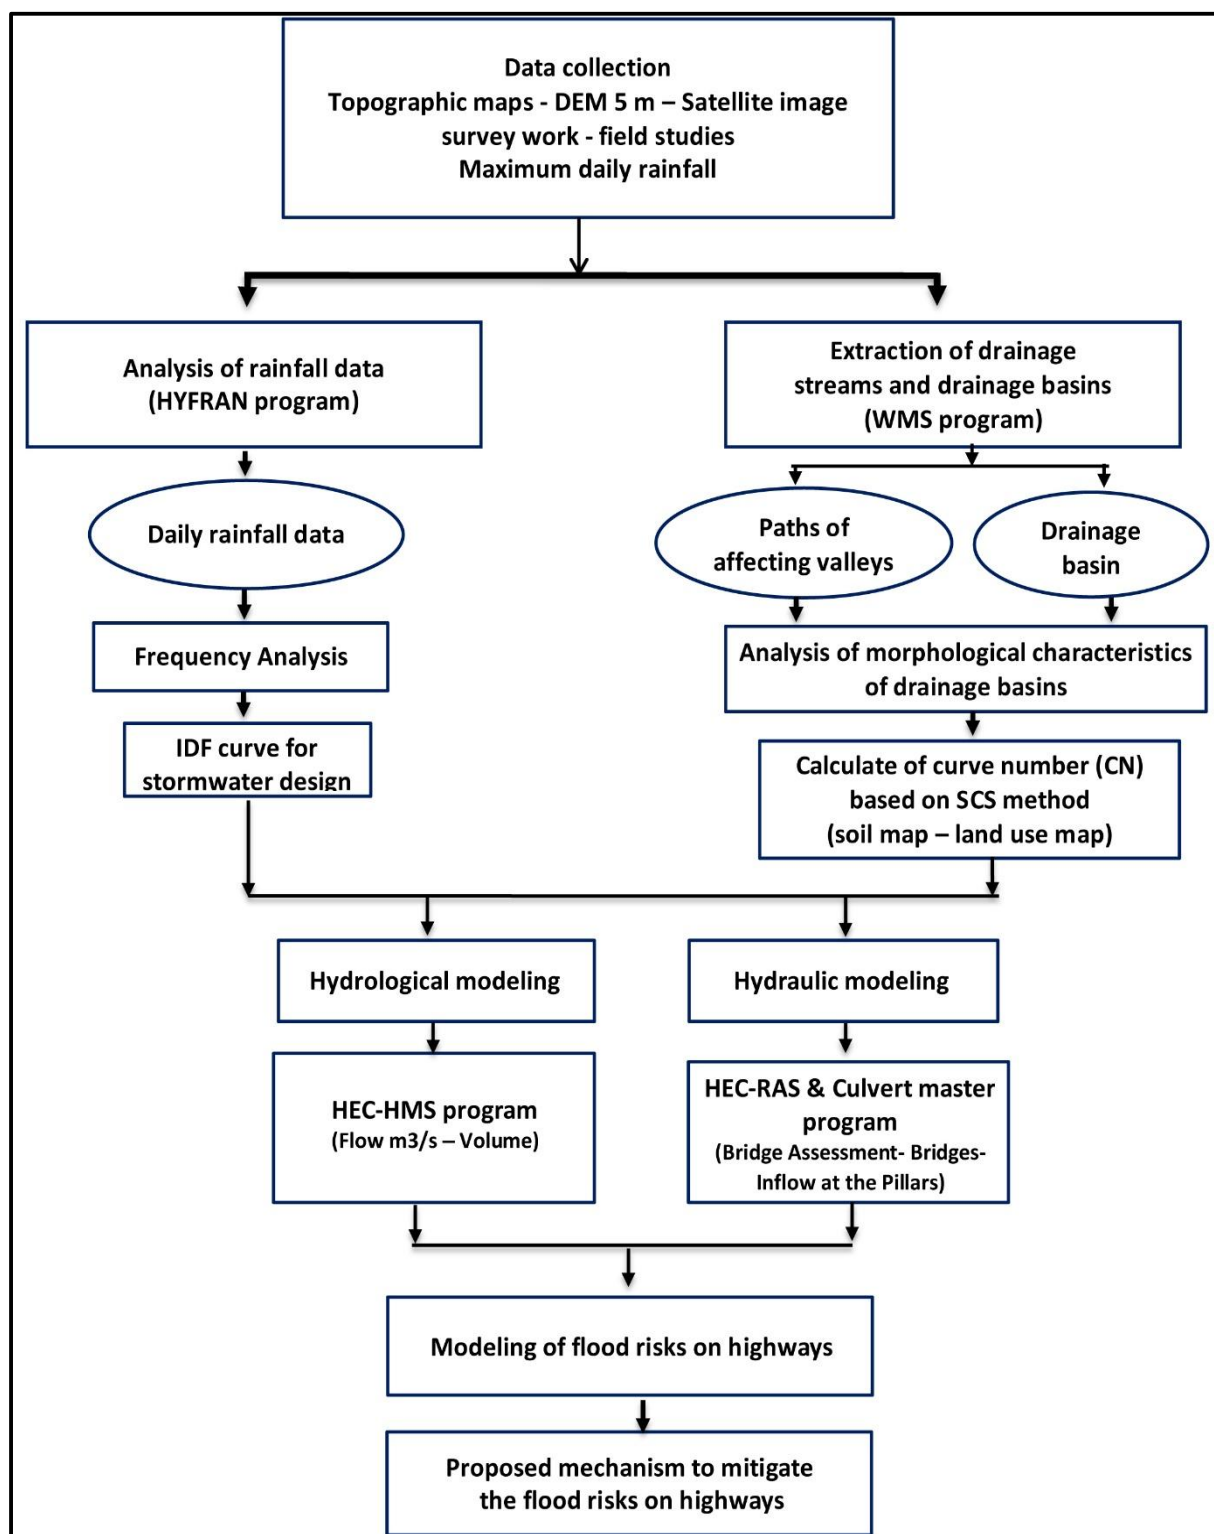 Data collection
Topographic maps - DEM 5 m – Satellite image
survey work - field studies
Maximum daily rainfall
Analysis of rainfall data
(HYFRAN program)
Extraction of drainage
streams and drainage basins
(WMS program)
Daily rainfall data
Paths of
affecting valleys
Drainage
basin
Frequency Analysis
Analysis of morphological characteristics
of drainage basins
IDF curve for
stormwater design
Calculate of curve number (CN)
based on SCS method
(soil map – land use map)
Hydrological modeling
Hydraulic modeling
HEC-HMS program
(Flow m3/s – Volume)
HEC-RAS & Culvert master
program
(Bridge Assessment- Bridges-
Inflow at the Pillars)
Modeling of flood risks on highways
Proposed mechanism to mitigate
the flood risks on highways